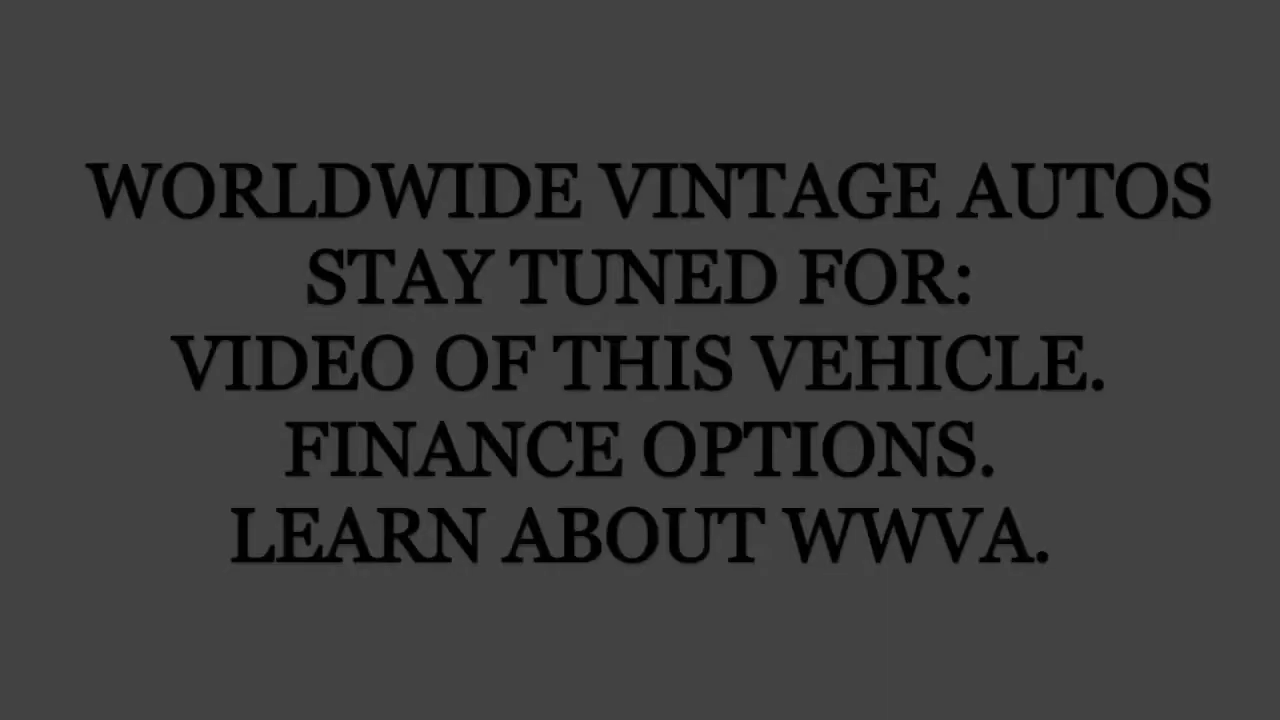 WORLDWIDE VINTAGE AUTOS
STAY TUNED FOR:
VIDEO OF THIS VEHICLE.
FINANCE OPTIONS.
LEARN ABOUT WWVA.